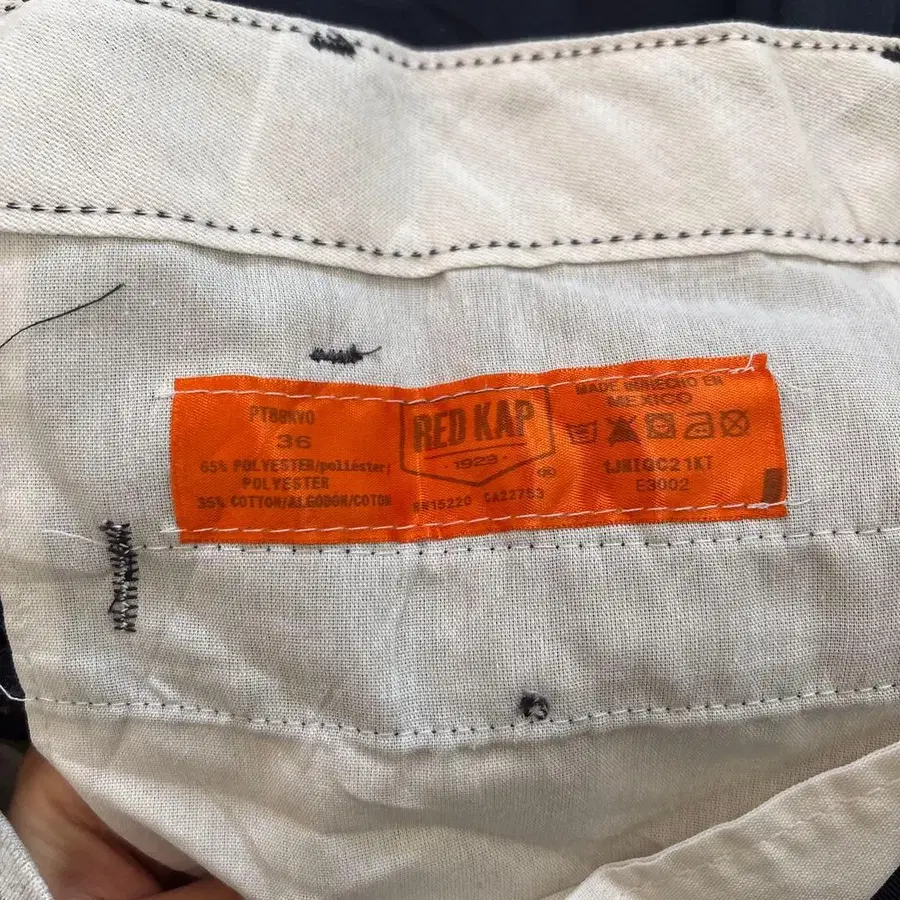 36
65% POLYESTER/poliéster;
POLYESTER
35% COTTON/ALGODON/COTON
RED KAP
·1923·
®
RN15220 CA22753
MADE IN/HECHO EN
MEXICO
E3002